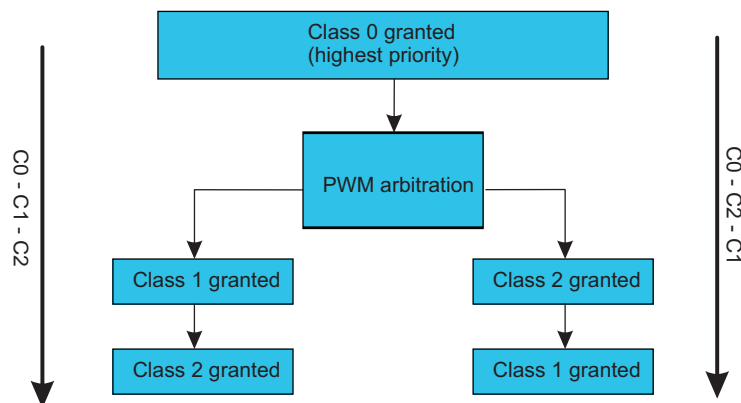 Class 0 granted
(highest priority)
PWM arbitration
C0 - C1 - C2
C0 - C2 - C1
Class 1 granted
Class 2 granted
Class 2 granted
Class 1 granted